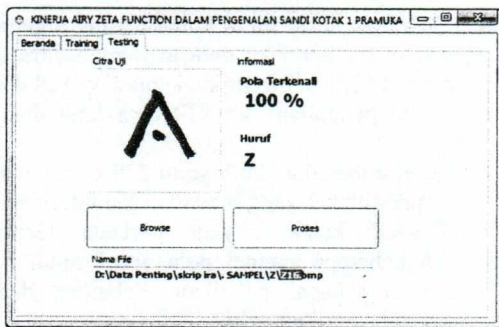 KINERJA AIRY ZETA FUNCTION DALAM PENGENALAN SANDI KOTAK 1 PRAMUKA
Beranda Training Testing
Citra Uji
Informasi
Pola Terkenali
100 %
Huruf
Z
Browse
Proses
Nama File
D:\Data Penting\skrip ira\. SAMPEL\Z\